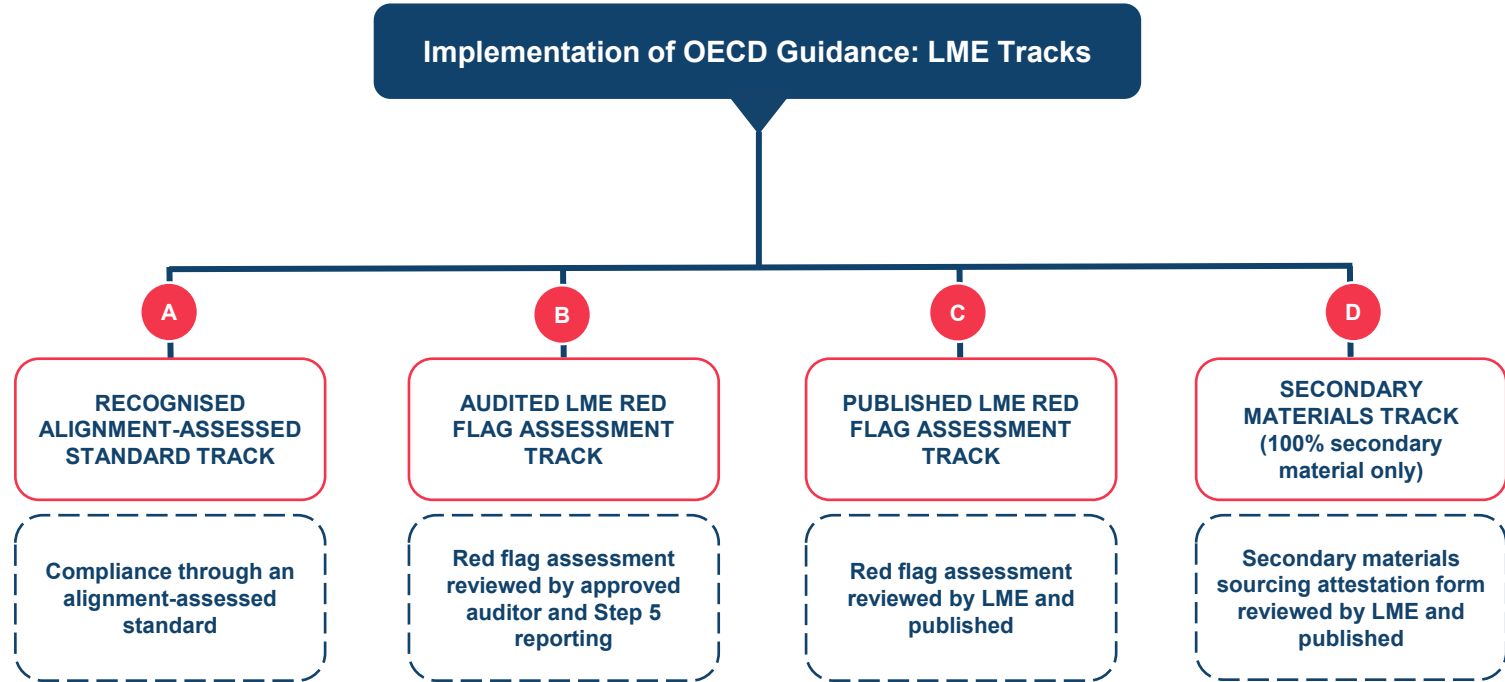 Implementation of OECD Guidance: LME Tracks
A
RECOGNISED
ALIGNMENT-ASSESSED
STANDARD TRACK
Compliance through an
alignment-assessed
standard
B
AUDITED LME RED
FLAG ASSESSMENT
TRACK
Red flag assessment
reviewed by approved
auditor and Step 5
reporting
C
PUBLISHED LME RED
FLAG ASSESSMENT
TRACK
Red flag assessment
reviewed by LME and
published
D
SECONDARY
MATERIALS TRACK
(100% secondary
material only)
Secondary materials
sourcing attestation form
reviewed by LME and
published